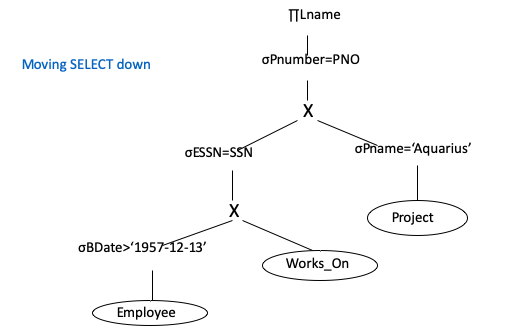 ∏Lname
Moving SELECT down
σPnumber=PNO
X
σESSN=SSN
σPname=‘Aquarius’
X
Project
σBDate>‘1957-12-13’
Works_On
Employee